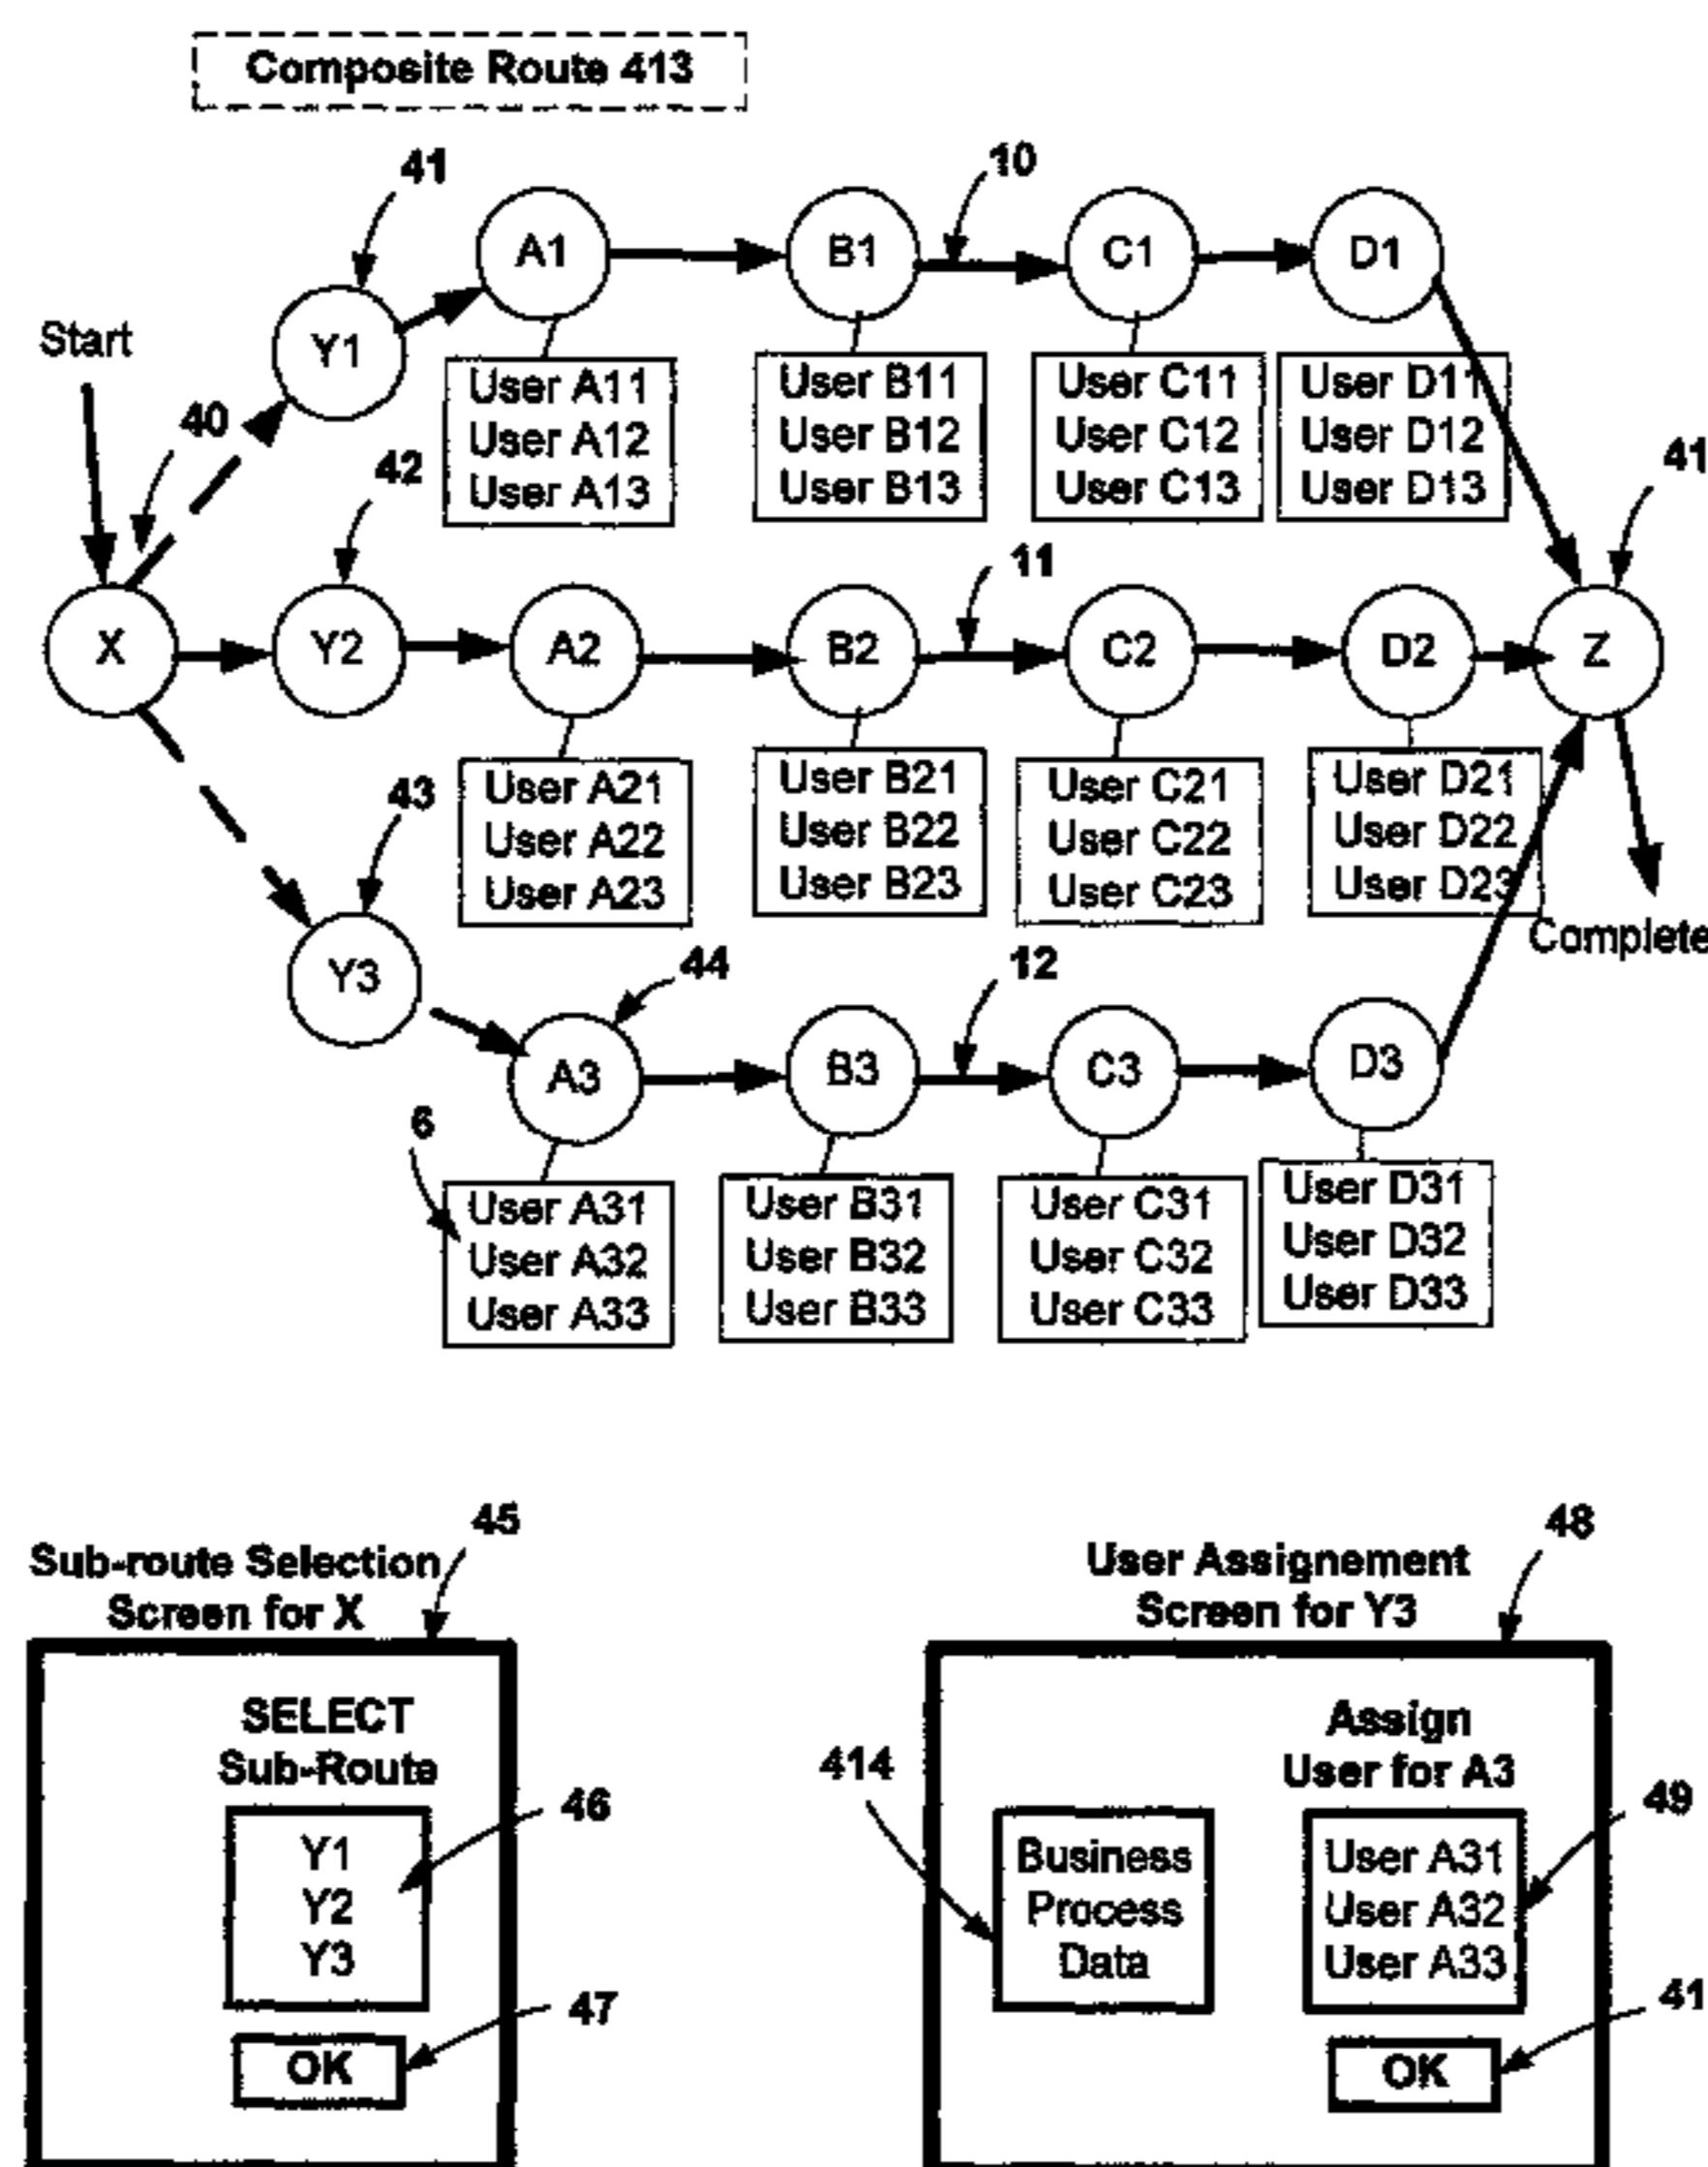 Composite Route 413
41
10
A1
B1
C1
D1
Start
Y1
40
User A11
User A12
User A13
User B11
User B12
User B13
User C11
User C12
User C13
User D11
User D12
User D13
42
41
11
X
Y2
A2
B2
C2
D2
Z
43
User A21
User A22
User A23
User B21
User B22
User B23
User C21
User C22
User C23
User D21
User D22
User D23
Complete
Y3
44
12
A3
B3
C3
D3
6
User A31
User A32
User A33
User B31
User B32
User B33
User C31
User C32
User C33
User D31
User D32
User D33
45
Sub-route Selection
Screen for X
SELECT
Sub-Route
46
Y1
Y2
Y3
47
OK
48
User Assignement
Screen for Y3
Assign
User for A3
414
49
Business
Process
Data
User A31
User A32
User A33
41
OK